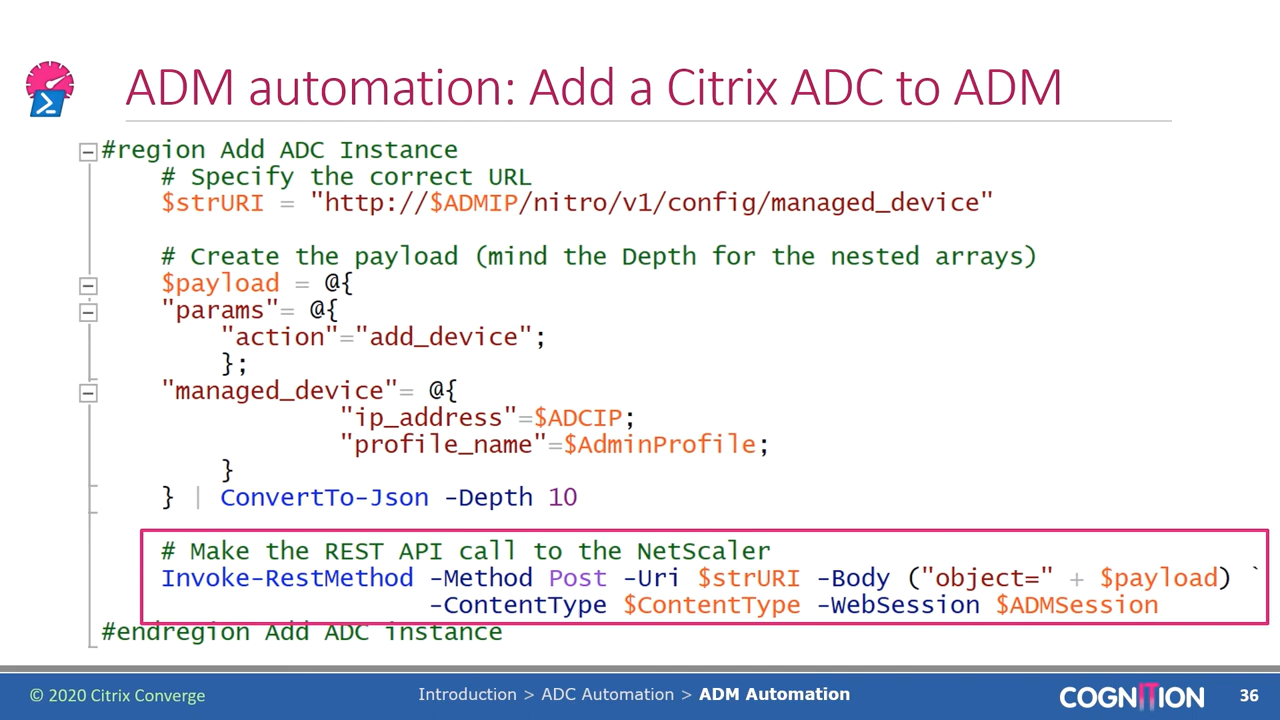 ADM automation: Add a Citrix ADC to ADM
#region Add ADC Instance
# Specify the correct URL
$strURI = "http://$ADMIP/nitro/v1/config/managed_device"
# Create the payload (mind the Depth for the nested arrays)
$payload = @{
"params"= @{
"action"="add_device";
};
"managed_device"= @{
"ip_address"=$ADCIP;
"profile_name"=$AdminProfile;
}
} | ConvertTo-Json -Depth 10
# Make the REST API call to the NetScaler
Invoke-RestMethod -Method Post -Uri $strURI -Body ("object=" + $payload) `
-ContentType $ContentType -WebSession $ADMSession
#endregion Add ADC instance
© 2020 Citrix Converge
Introduction > ADC Automation > ADM Automation
COGNITION
36